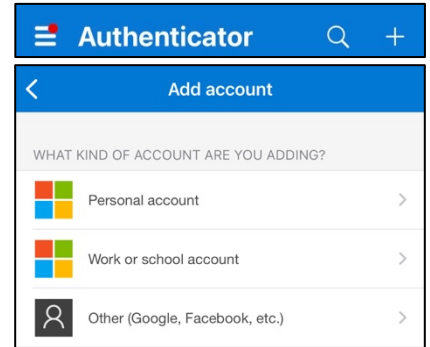 Authenticator
Add account
WHAT KIND OF ACCOUNT ARE YOU ADDING?
Personal account
Work or school account
Other (Google, Facebook, etc.)